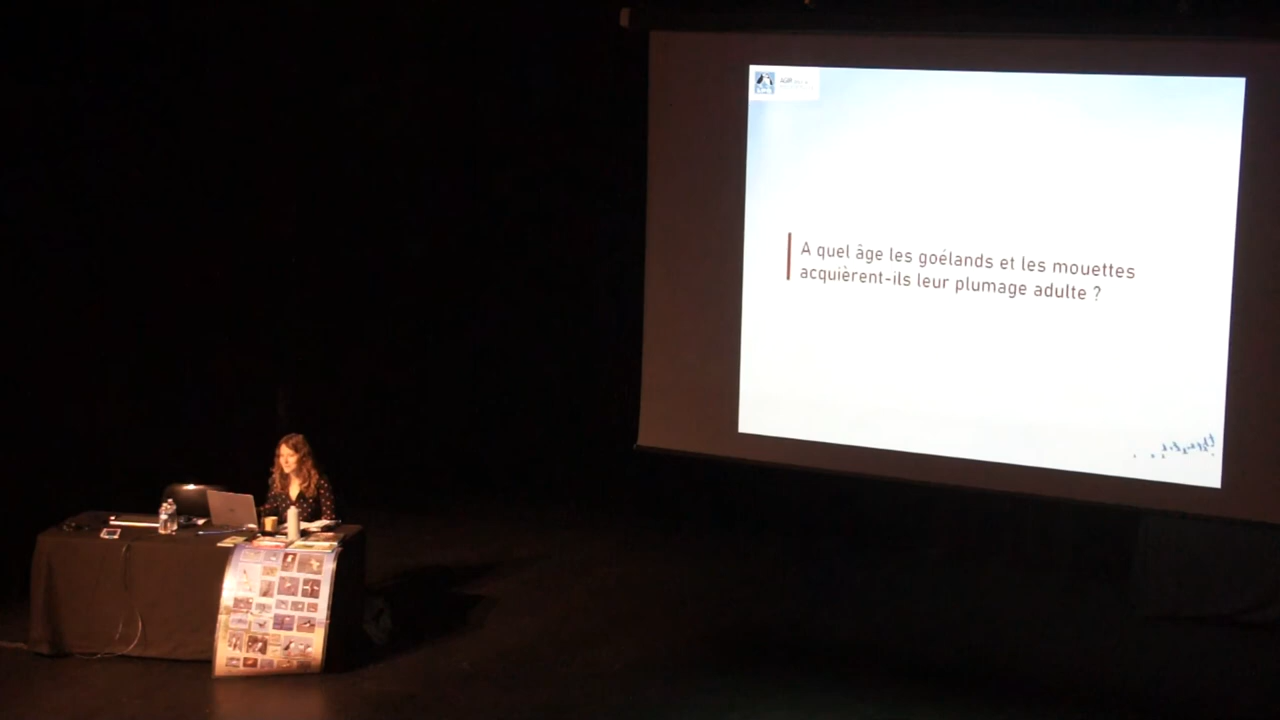 A quel âge les goélands et les mouettes
acquièrent-ils leur plumage adulte ?